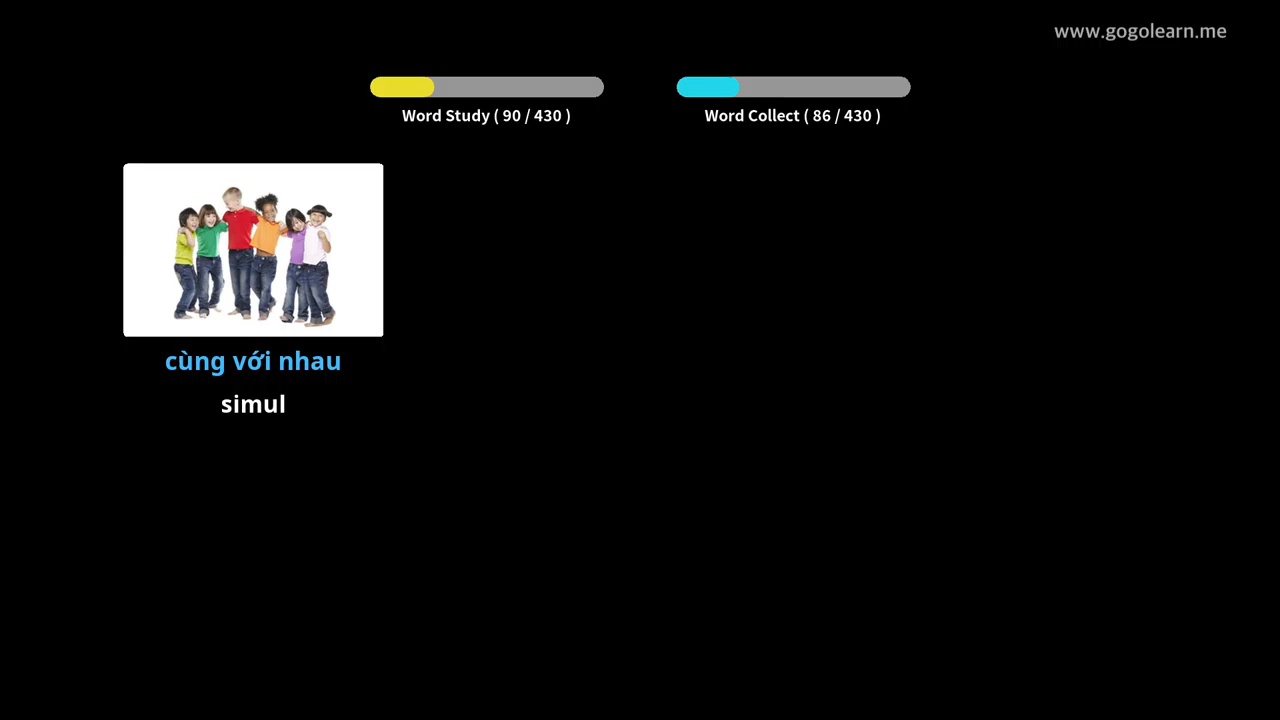 www.gogolearn.me
Word Study ( 90 / 430 )
Word Collect ( 86 / 430 )
cùng với nhau
simul